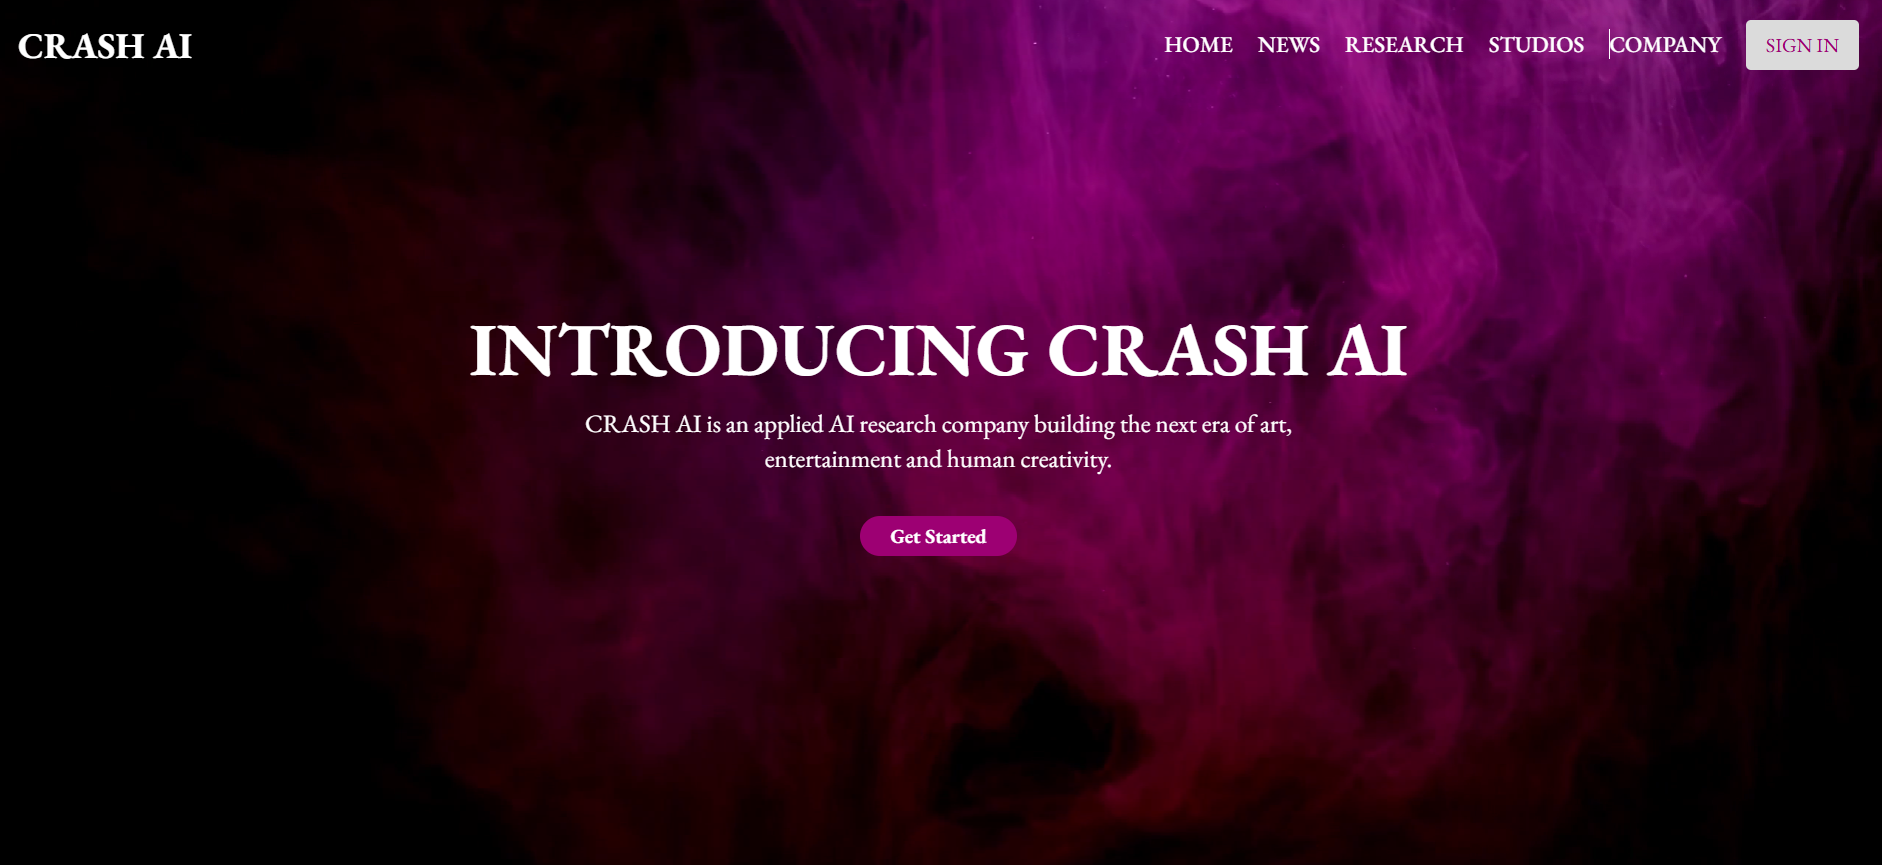 CRASH AI
HOME NEWS RESEARCH STUDIOS COMPANY SIGN IN
INTRODUCING CRASH AI
CRASH AI is an applied AI research company building the next era of art,
entertainment and human creativity.
Get Started